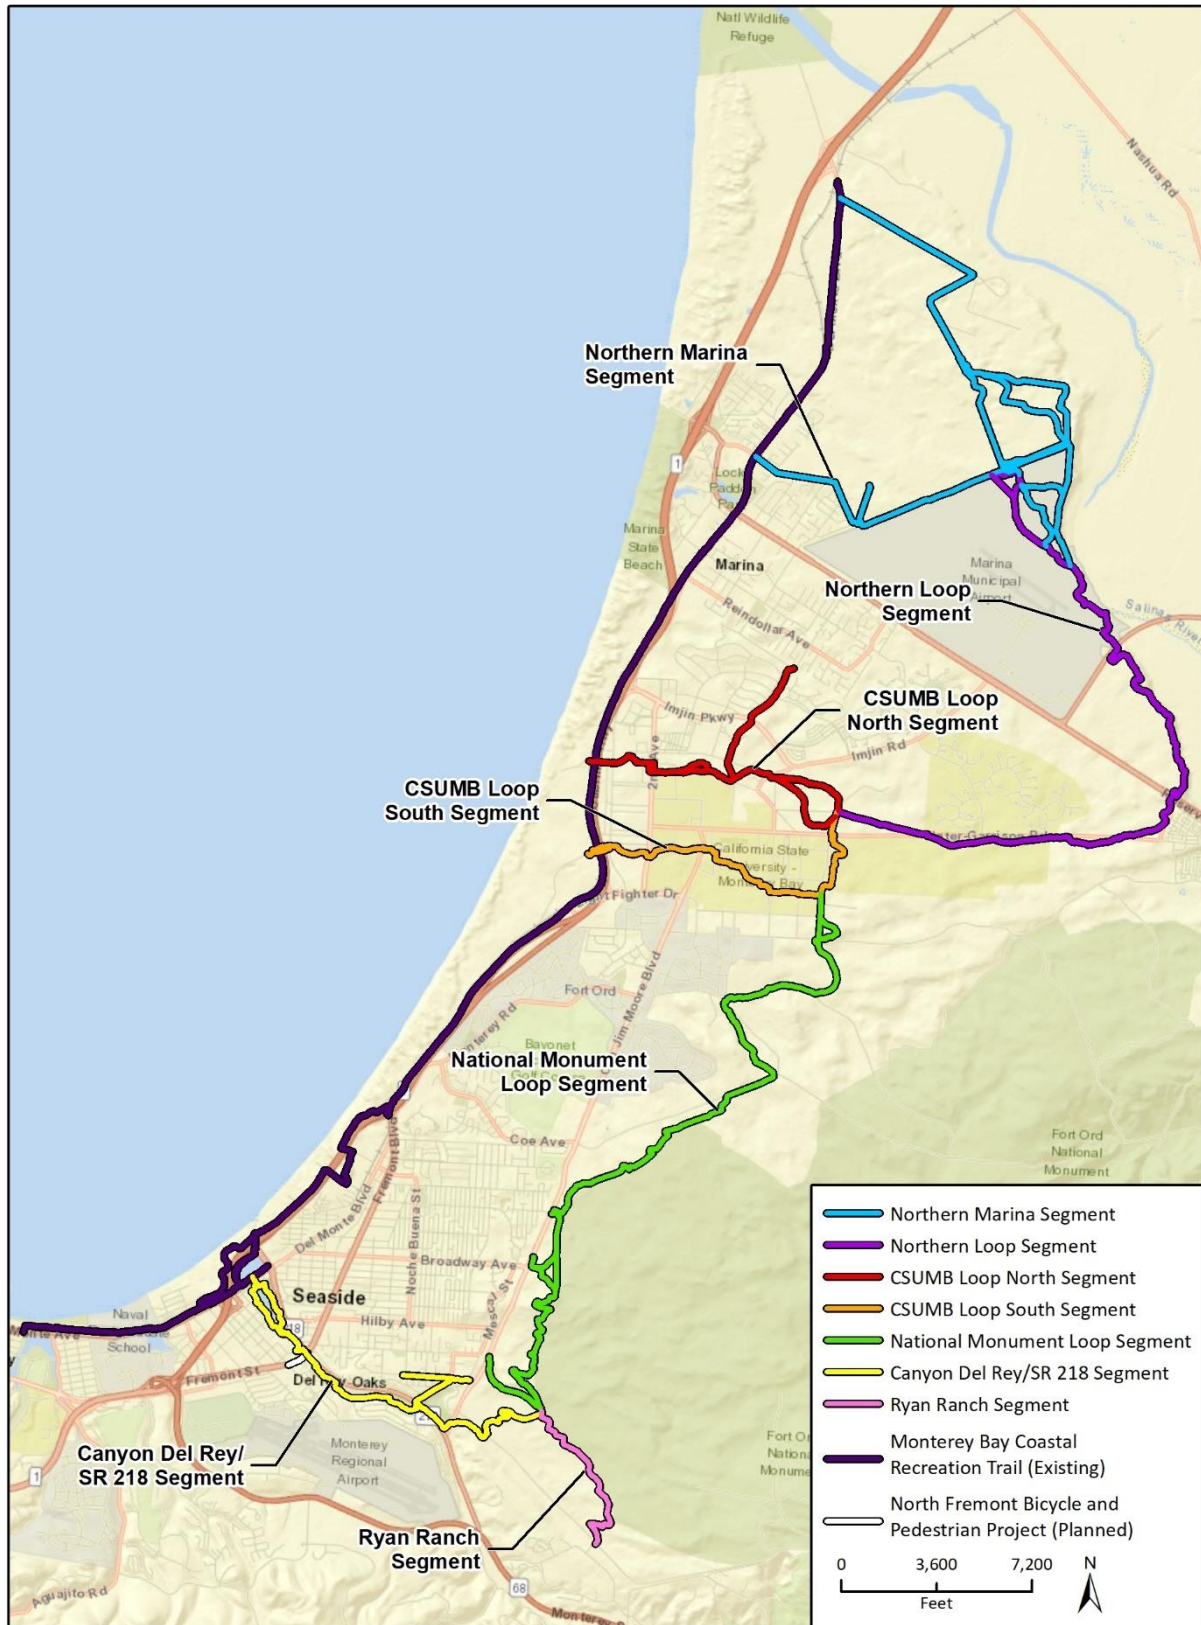 Natl Wildlife
Refuge
Nashua Rd
Northern Marina
Segment
1
Marina
State
Beach
Marina
Marina
Municipal
Airport
Northern Loop
Segment
Salinas River
Reindollar Ave
Imjin Pkwy
CSUMB Loop
North Segment
Imjin Rd
2nd Ave
CSUMB Loop
South Segment
California State
University -
Monterey Bay
Fighter Dr
Fort Ord
Jim Moore Blvd
Bayonet
National Monument
Loop Segment
Coe Ave
Fort Ord
National
Monument
Fremont Blvd
Del Monte Blvd
Noche Buena St
Broadway Ave
Seaside
Hilby Ave
Naval
School
Fremont St
Del Rey Oaks
Monterey
Regional
Airport
Canyon Del Rey/
SR 218 Segment
1
Ryan Ranch
Segment
68
Aguajito Rd
Northern Marina Segment
Northern Loop Segment
CSUMB Loop North Segment
CSUMB Loop South Segment
National Monument Loop Segment
Canyon Del Rey/SR 218 Segment
Ryan Ranch Segment
Monterey Bay Coastal
Recreation Trail (Existing)
North Fremont Bicycle and
Pedestrian Project (Planned)
0 3,600 7,200
Feet
N